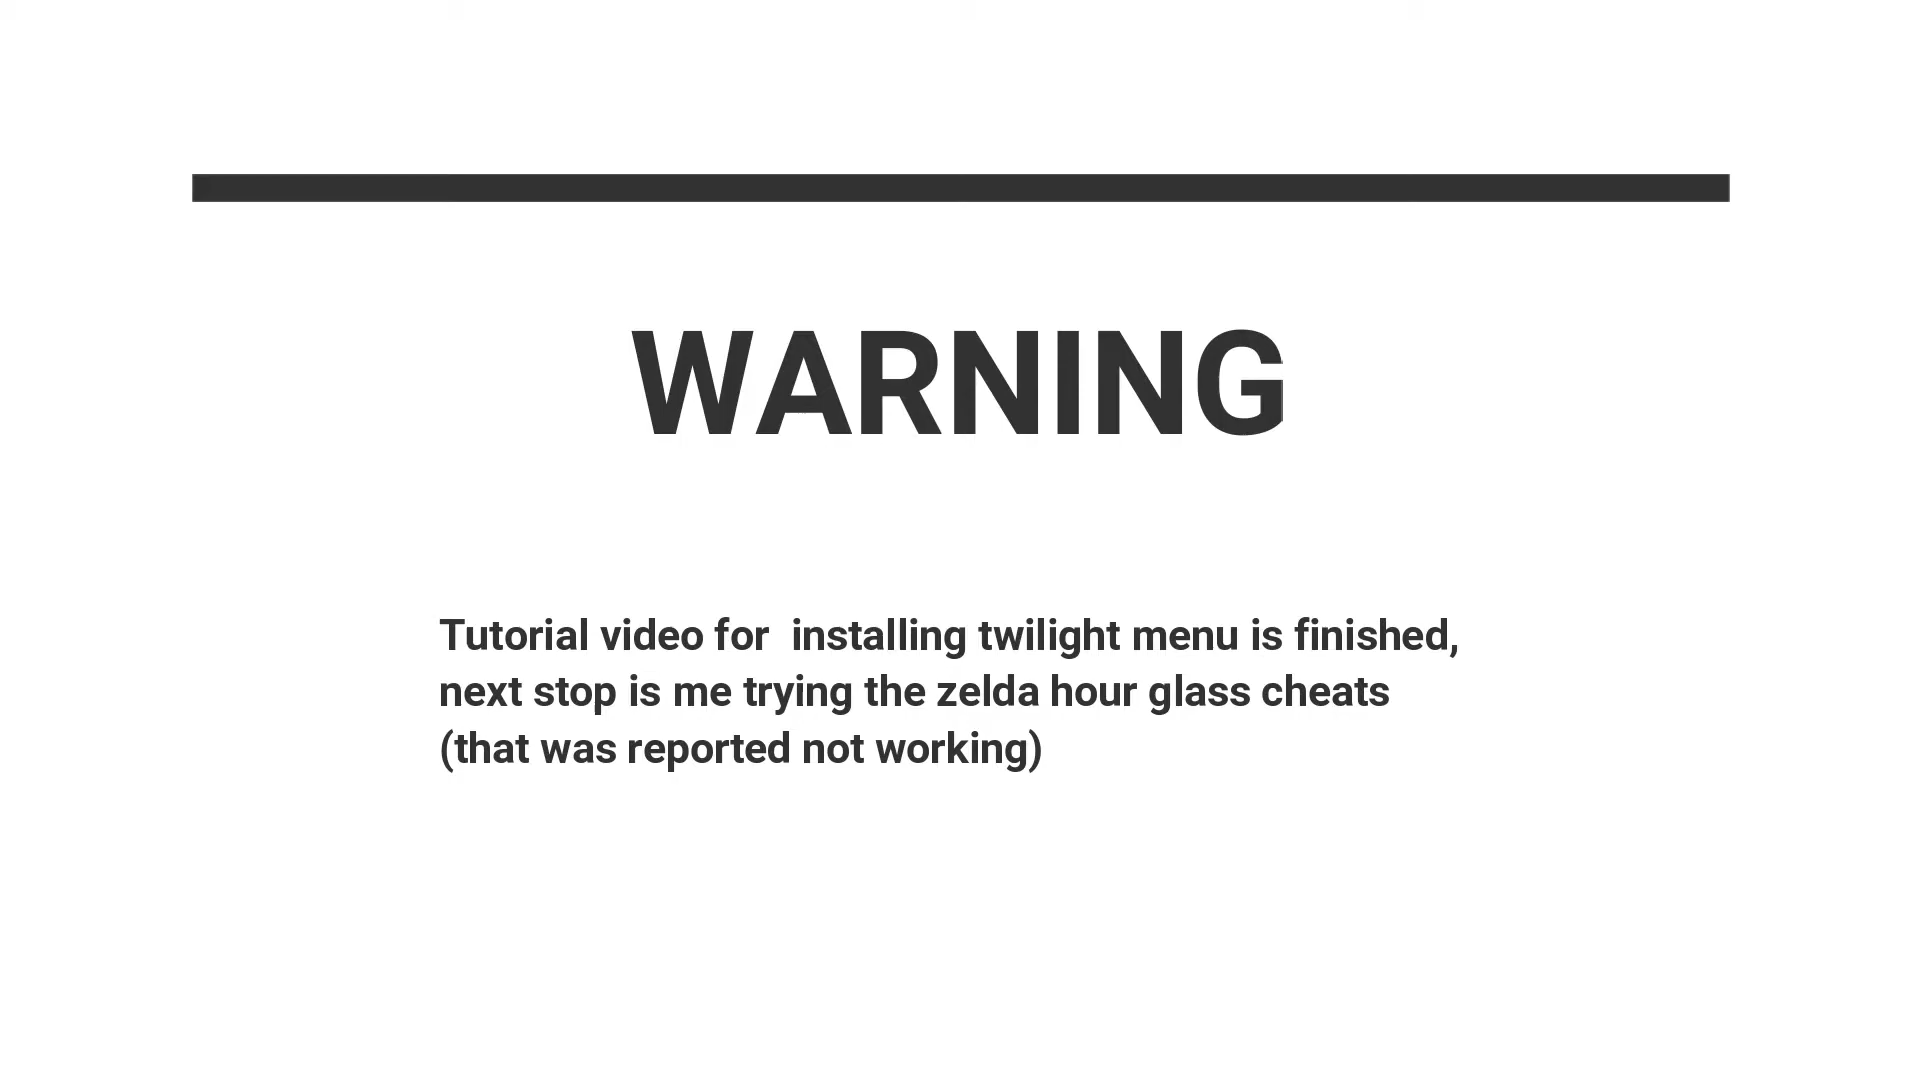 WARNING
Tutorial video for  installing twilight menu is finished,
next stop is me trying the zelda hour glass cheats
(that was reported not working)